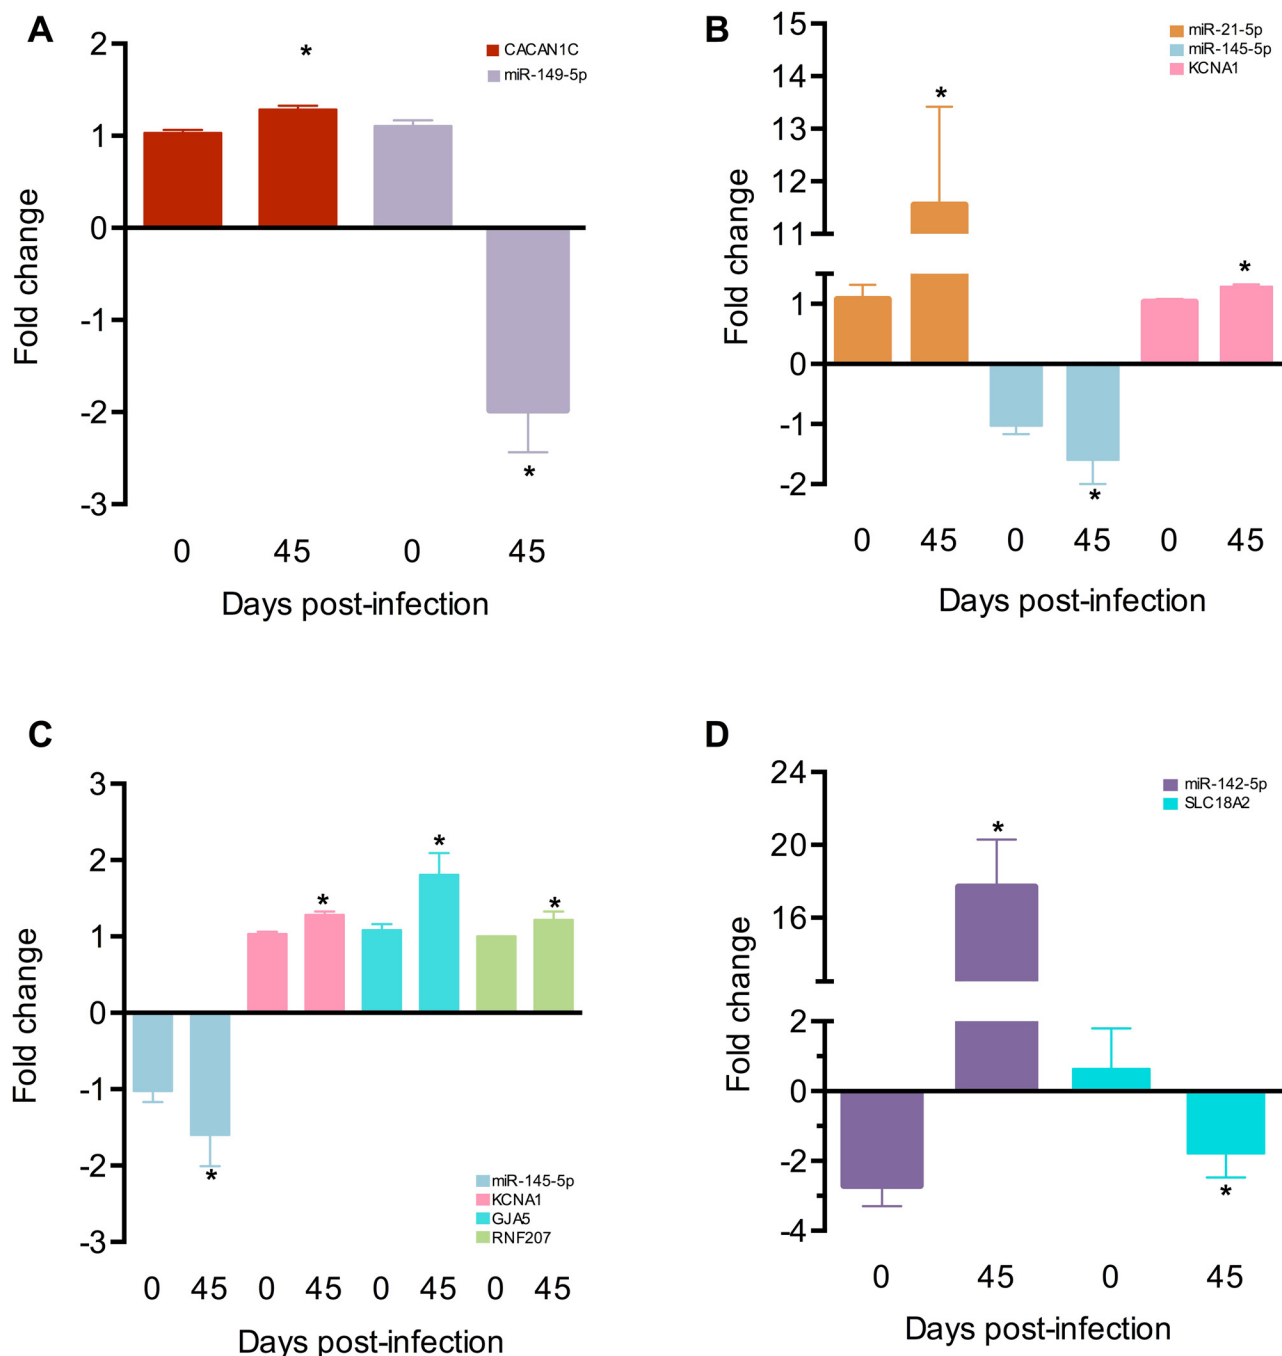 A
CACAN1C
miR-149-5p
*
2
1
0
-1
-2
-3
*
Fold change
0 45 0 45
Days post-infection
B
miR-21-5p
miR-145-5p
KCNA1
15
14
13
12
11
1
0
-1
-2
*
*
*
Fold change
0 45 0 45 0 45
Days post-infection
C
3
2
1
0
-1
-2
-3
*
*
*
*
Fold change
miR-145-5p
KCNA1
GJA5
RNF207
0 45 0 45 0 45 0 45
Days post-infection
D
miR-142-5p
SLC18A2
24
20
16
2
0
-2
-4
*
*
Fold change
0 45 0 45
Days post-infection